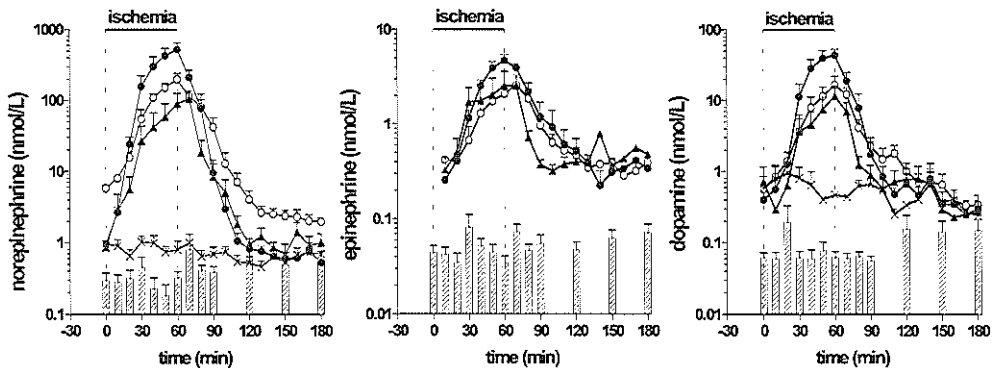 ischemia
1000
100
10
1
0.1
-30 0 30 60 90 120 150 180
norepinephrine (nmol/L)
time (min)
ischemia
10
1
0.1
0.01
-30 0 30 60 90 120 150 180
epinephrine (nmol/L)
time (min)
ischemia
100
10
1
0.1
0.01
-30 0 30 60 90 120 150 180
dopamine (nmol/L)
time (min)